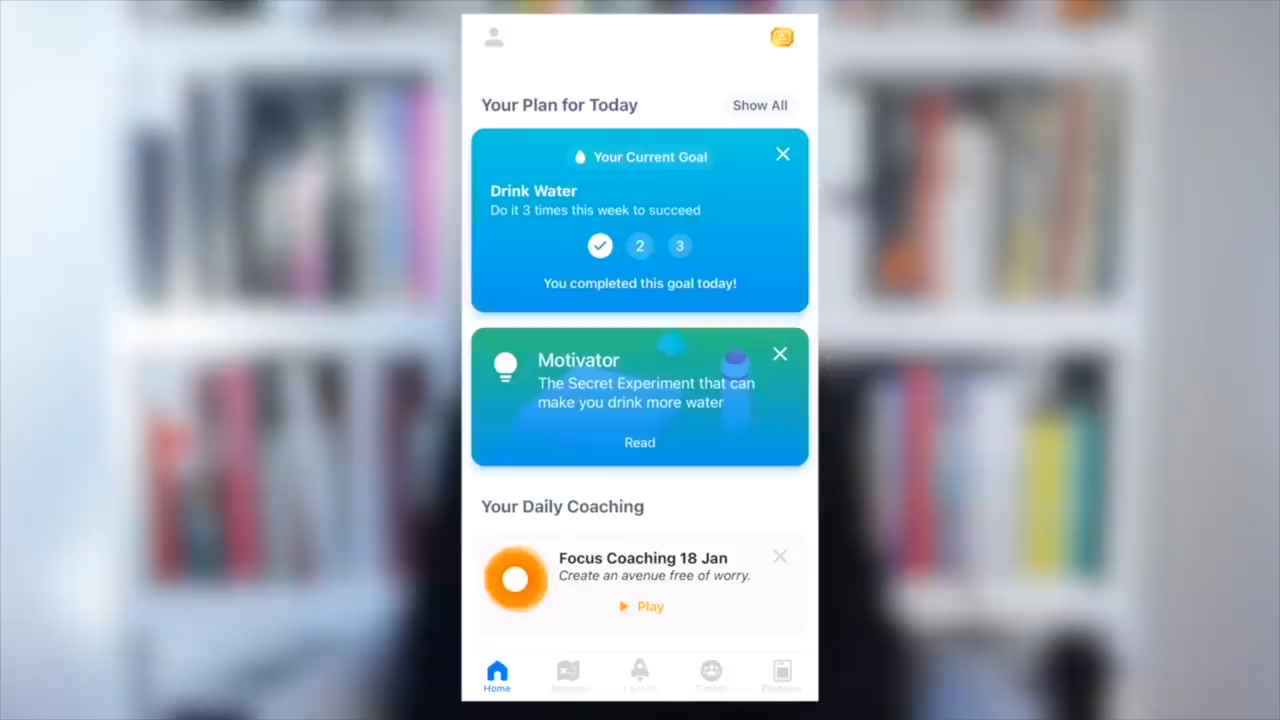 Your Plan for Today
Show All
Your Current Goal
Drink Water
Do it 3 times this week to succeed
2
3
You completed this goal today!
Motivator
The Secret Experiment that can
make you drink more water
Read
Your Daily Coaching
Focus Coaching 18 Jan
Create an avenue free of worry.
Play
Home